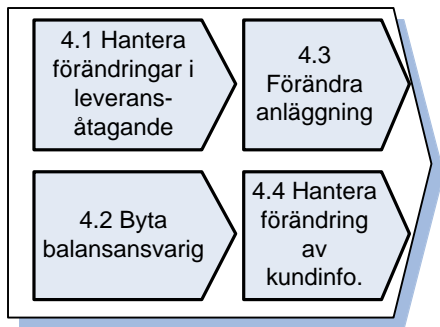 4.1 Hantera
förändringar i
leverans-
åtagande
4.3
Förändra
anläggning
4.2 Byta
balansansvarig
4.4 Hantera
förändring
av
kundinfo.